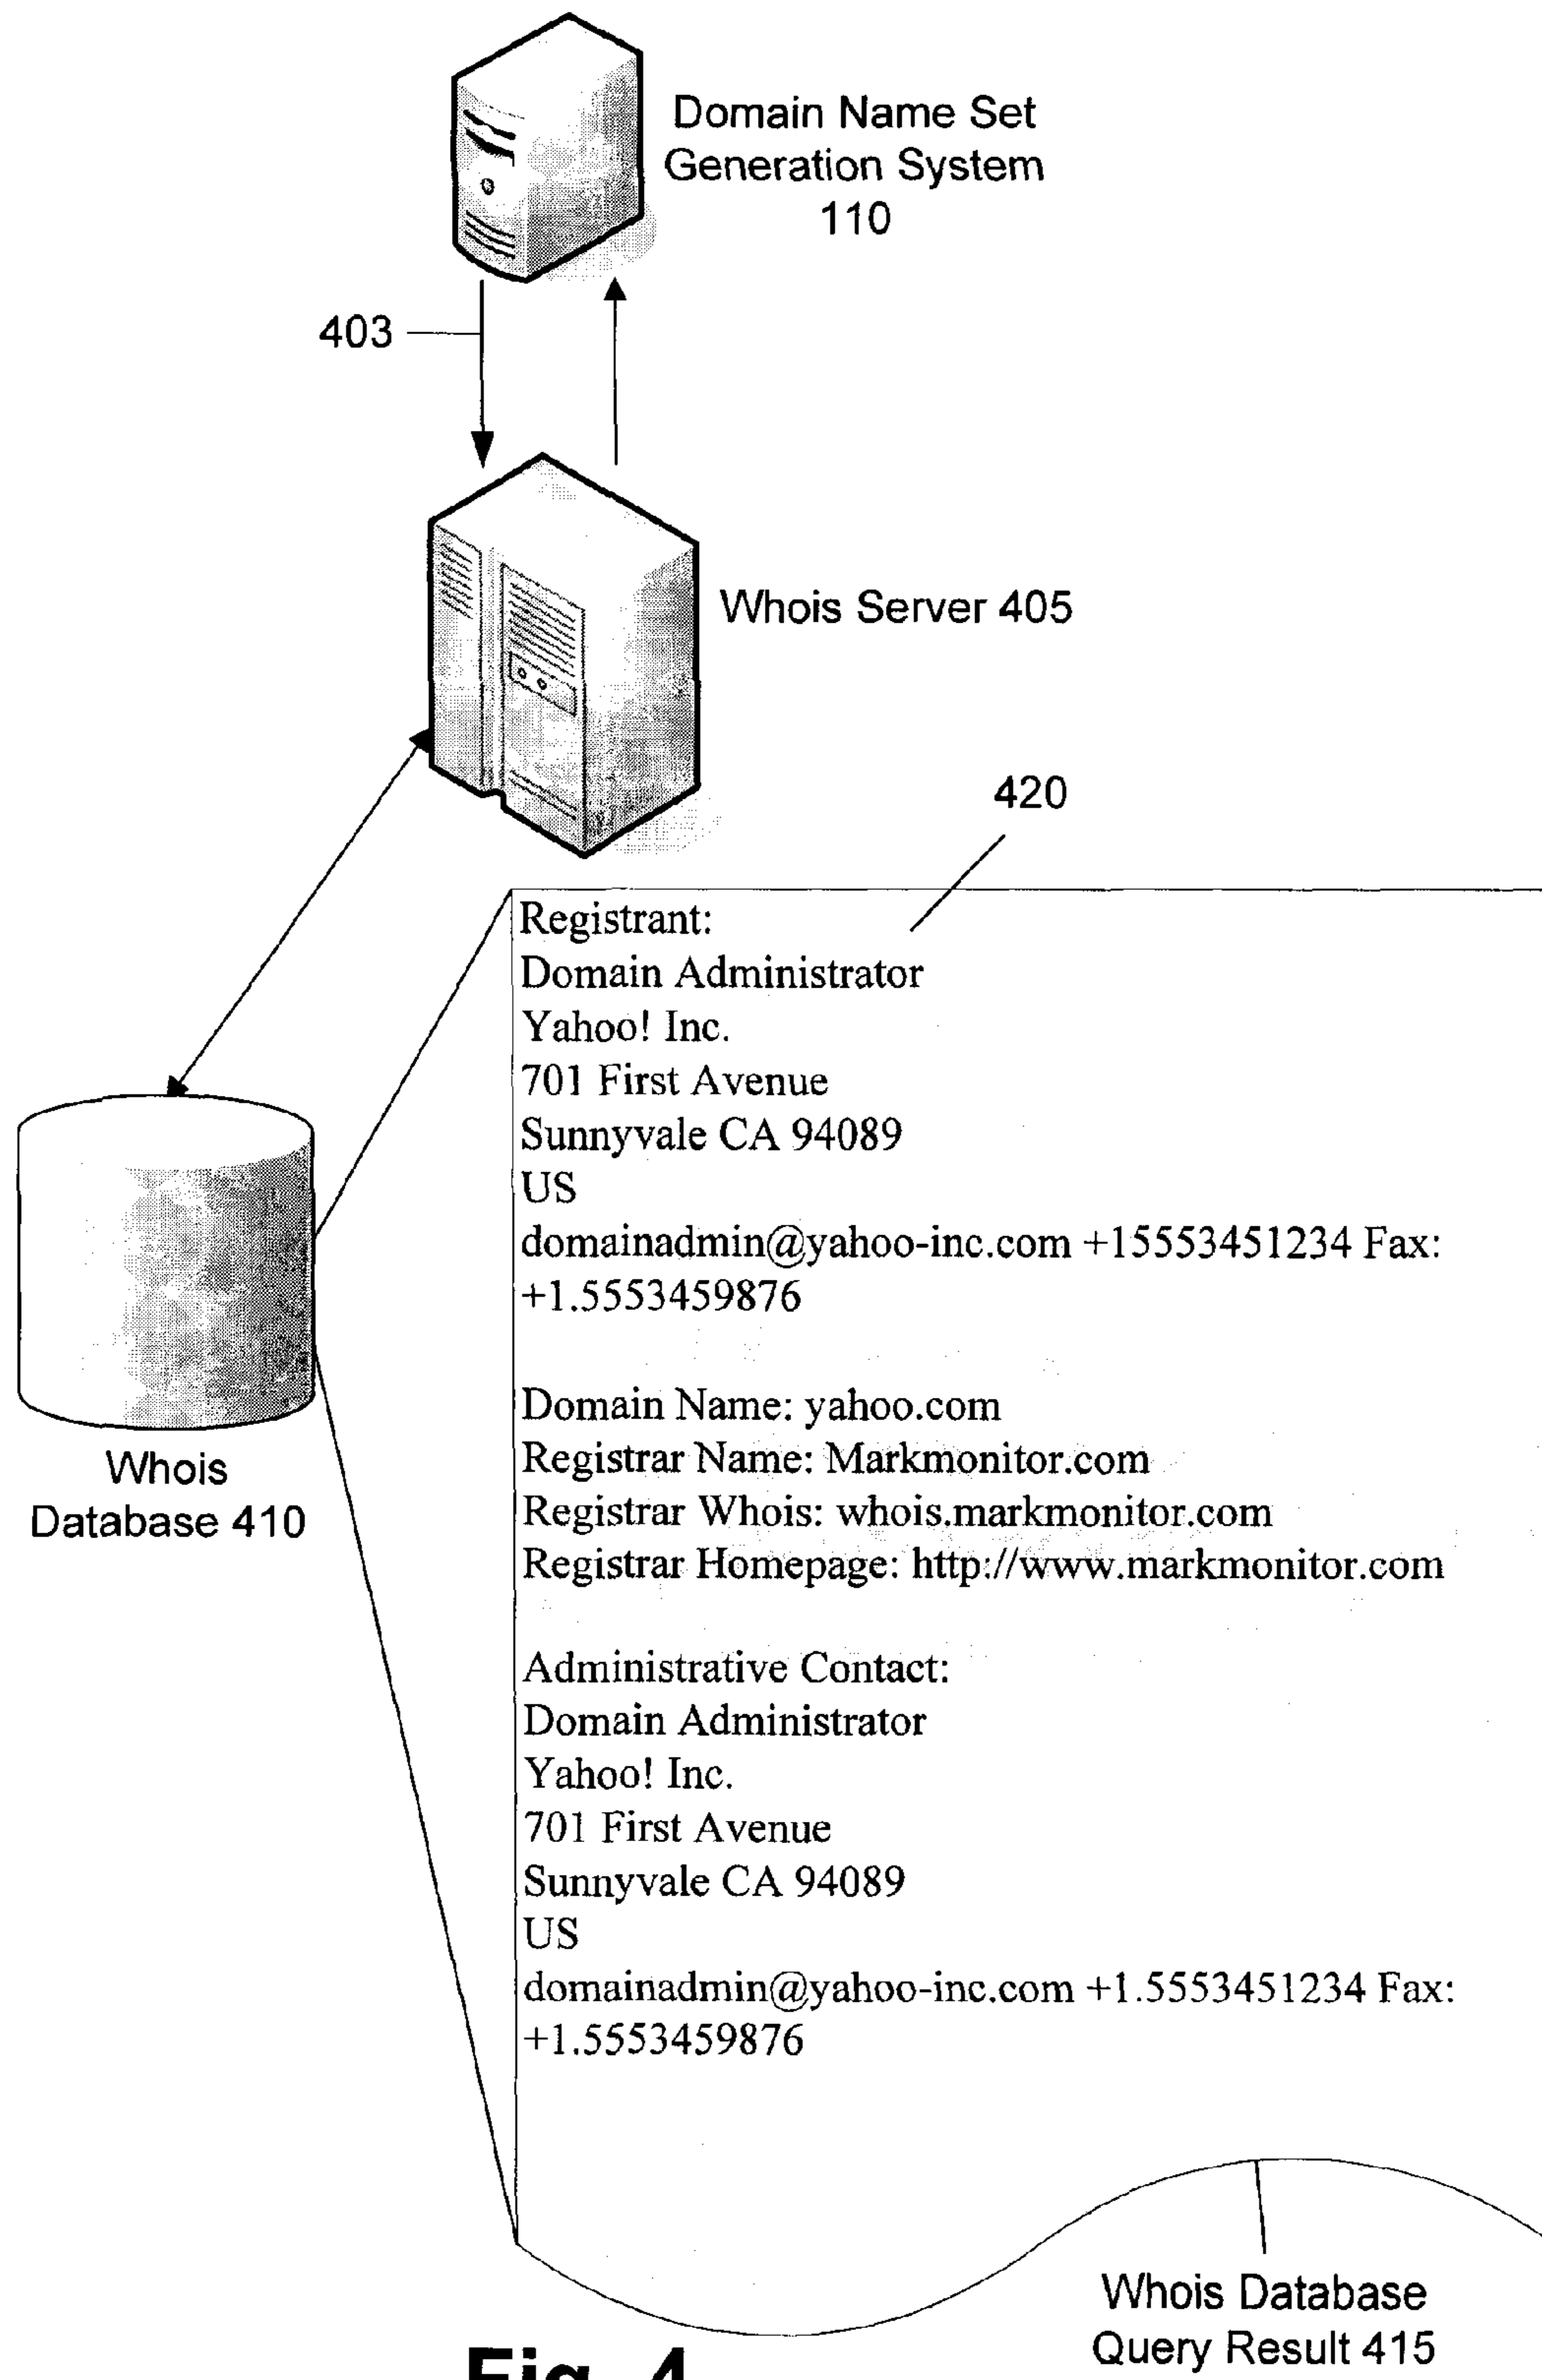 Domain Name Set
Generation System
110
403
Whois Server 405
420
Registrant:
Domain Administrator
Yahoo! Inc.
701 First Avenue
Sunnyvale CA 94089
US
domainadmin@yahoo-inc.com +15553451234 Fax:
+1.5553459876
Domain Name: yahoo.com
Registrar Name: Markmonitor.com
Registrar Whois: whois.markmonitor.com
Registrar Homepage: http://www.markmonitor.com
Administrative Contact:
Domain Administrator
Yahoo! Inc.
701 First Avenue
Sunnyvale CA 94089
US
domainadmin@yahoo-inc.com +1.5553451234 Fax:
+1.5553459876
Whois
Database 410
Whois Database
Query Result 415
Fig. 4